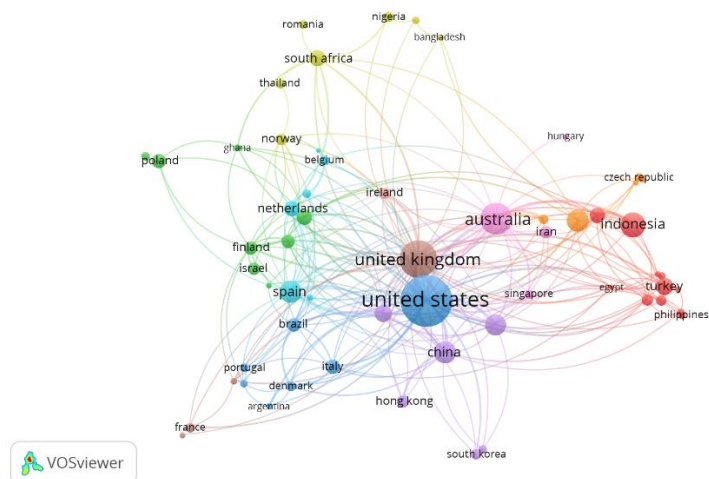 romania
nigeria
bangladesh
south africa
thailand
hungary
norway
ghana
belgium
poland
czech republic
ireland
netherlands
australia
indonesia
iran
finland
united kingdom
israel
turkey
egypt
singapore
spain
united states
philippines
brazil
china
portugal
italy
denmark
argentina
hong kong
france
south korea
VOSviewer